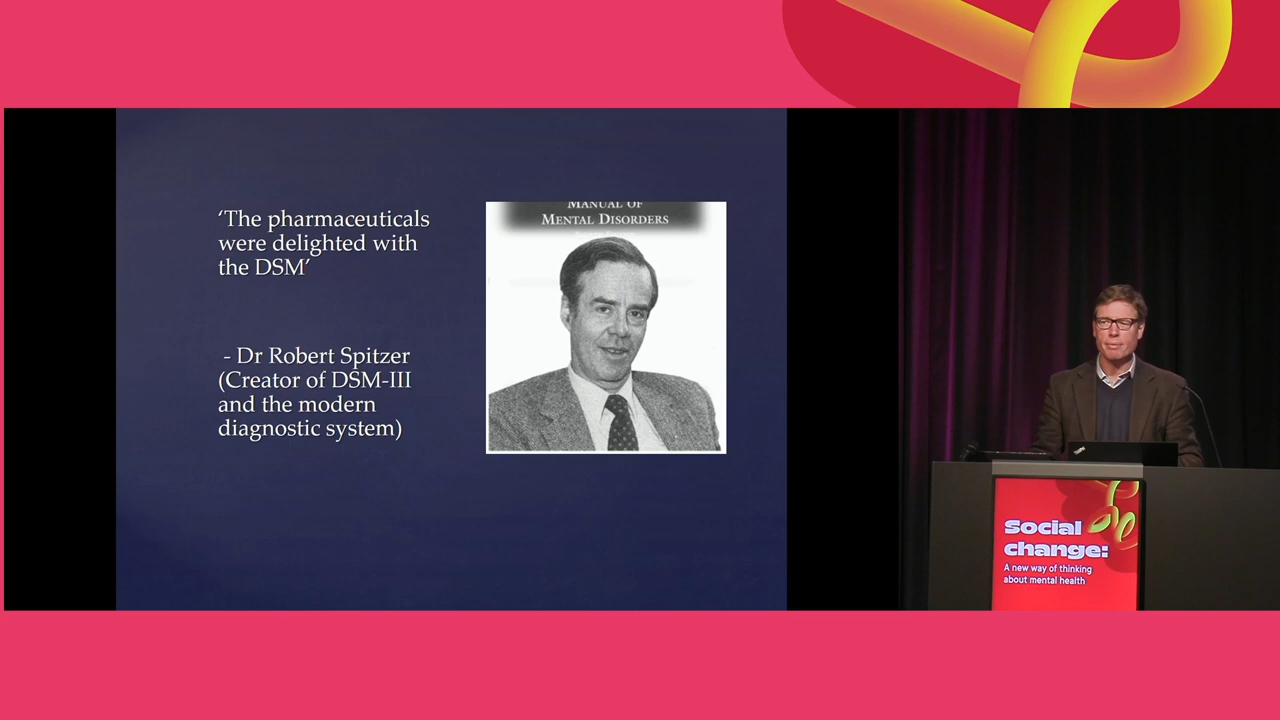 ‘The pharmaceuticals
were delighted with
the DSM’
- Dr Robert Spitzer
(Creator of DSM-III
and the modern
diagnostic system)
MANUAL OF
MENTAL DISORDERS
Social
change:
A new way of thinking
about mental health